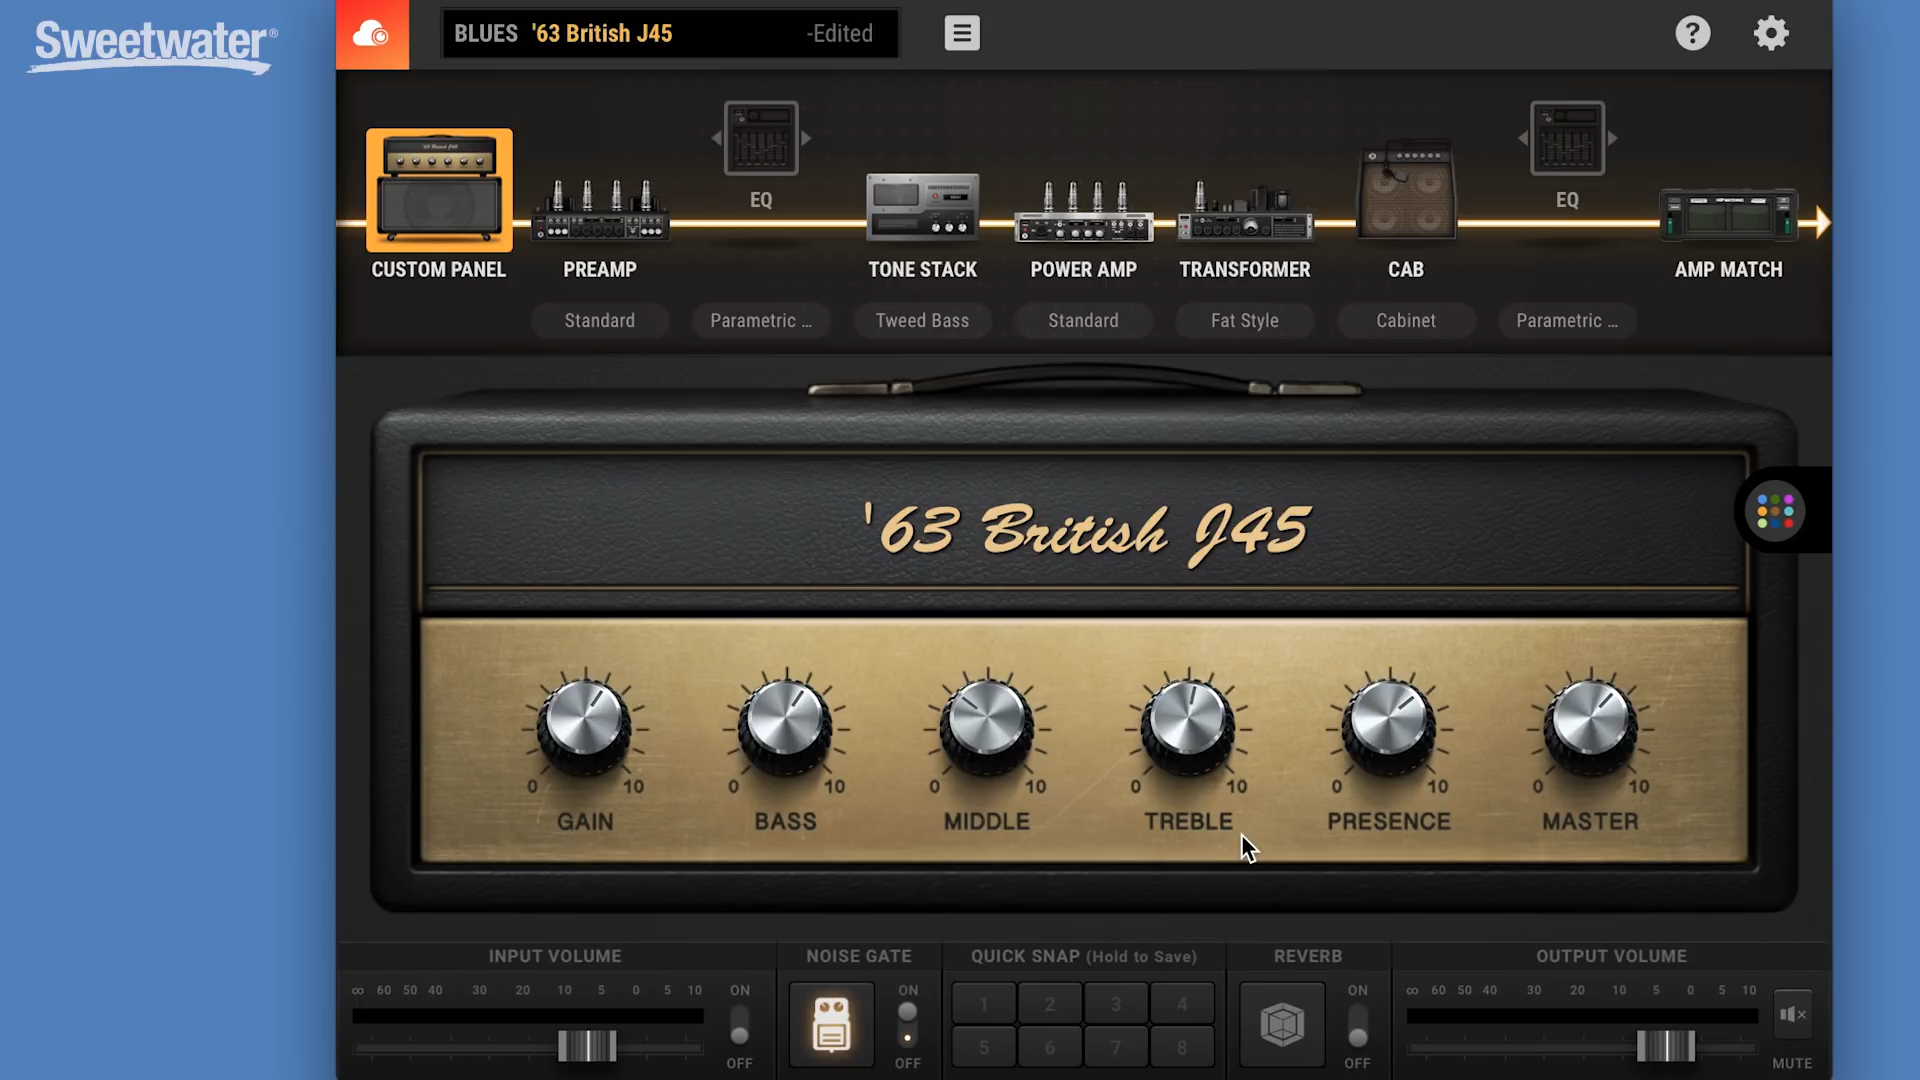 Sweetwater®
BLUES '63 British J45 -Edited
?
EQ
EQ
CUSTOM PANEL PREAMP TONE STACK POWER AMP TRANSFORMER CAB AMP MATCH
Standard Parametric ... Tweed Bass Standard Fat Style Cabinet Parametric ...
'63 British J45
0 10 0 10 0 10 0 10 0 10 0 10
GAIN BASS MIDDLE TREBLE PRESENCE MASTER
INPUT VOLUME NOISE GATE QUICK SNAP (Hold to Save) REVERB OUTPUT VOLUME
∞ 60 50 40 30 20 10 5 0 5 10 ON ON 1 2 3 4 ON ∞ 60 50 40 30 20 10 5 0 5 10
5 6 7 8
OFF OFF OFF MUTE